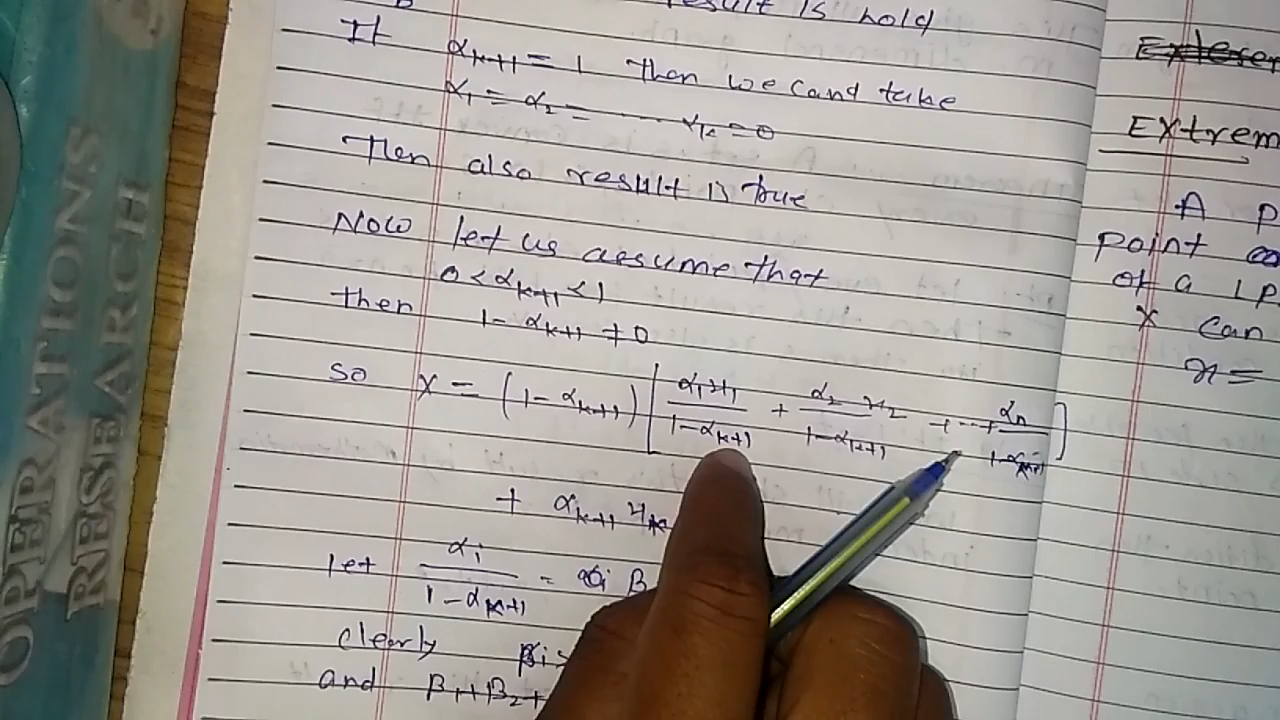 result is hold
If α_{k+1} = 1 Then we cand take
α_1 = α_2 = ------ α_k = 0
Then also result is true
Now let us assume that
0 < α_{k+1} < 1
then 1 - α_{k+1} ≠ 0
so x = (1 - α_{k+1}) [ α_1 x_1 / 1 - α_{k+1} + α_2 x_2 / 1 - α_{k+1} + ... + α_n / 1 - α_{k+1} ]
+ α_{k+1}
let α_i / 1 - α_{k+1} = β
clearly βi >
and β_1 + β_2 +
Extrem
A P
point
of a LP
x can
x =
OPERATIONS
RESEARCH